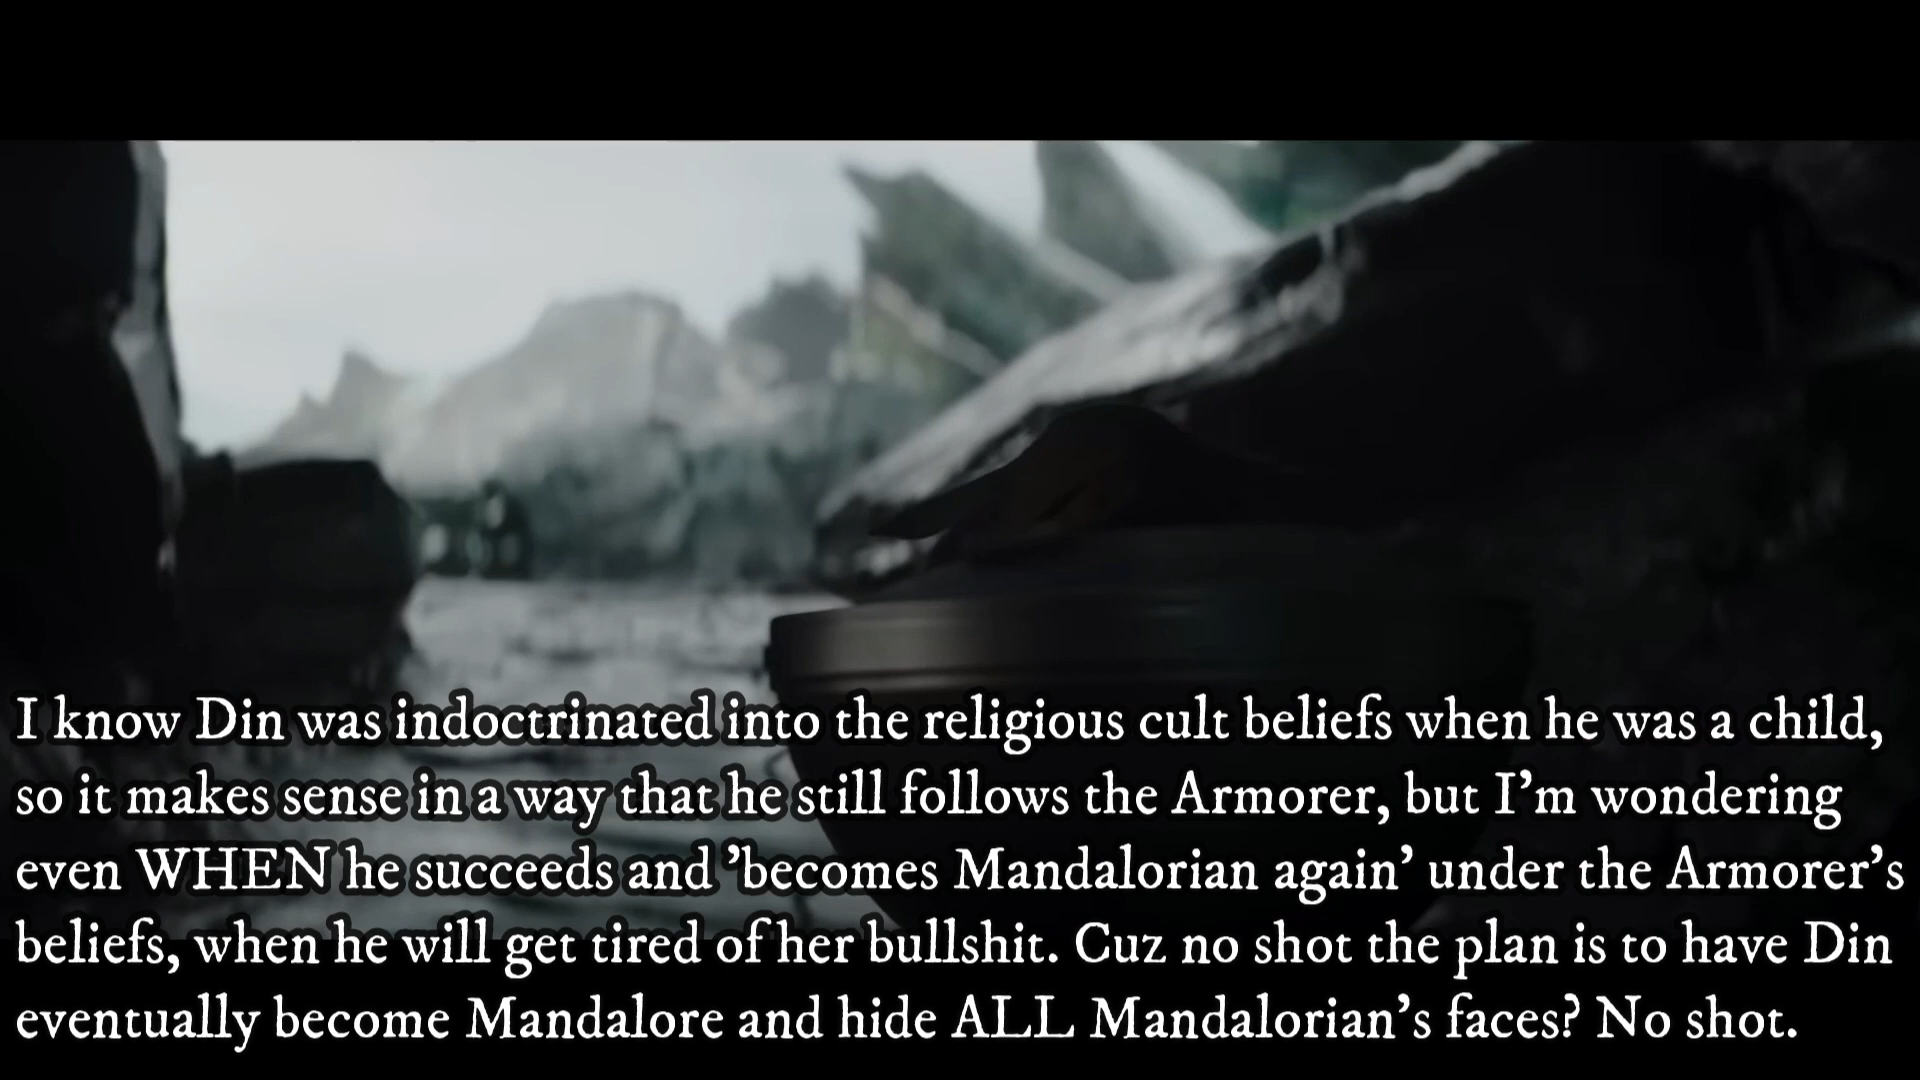 I know Din was indoctrinated into the religious cult beliefs when he was a child,
so it makes sense in a way that he still follows the Armorer, but I'm wondering
even WHEN he succeeds and 'becomes Mandalorian again' under the Armorer's
beliefs, when he will get tired of her bullshit. Cuz no shot the plan is to have Din
eventually become Mandalore and hide ALL Mandalorian's faces? No shot.